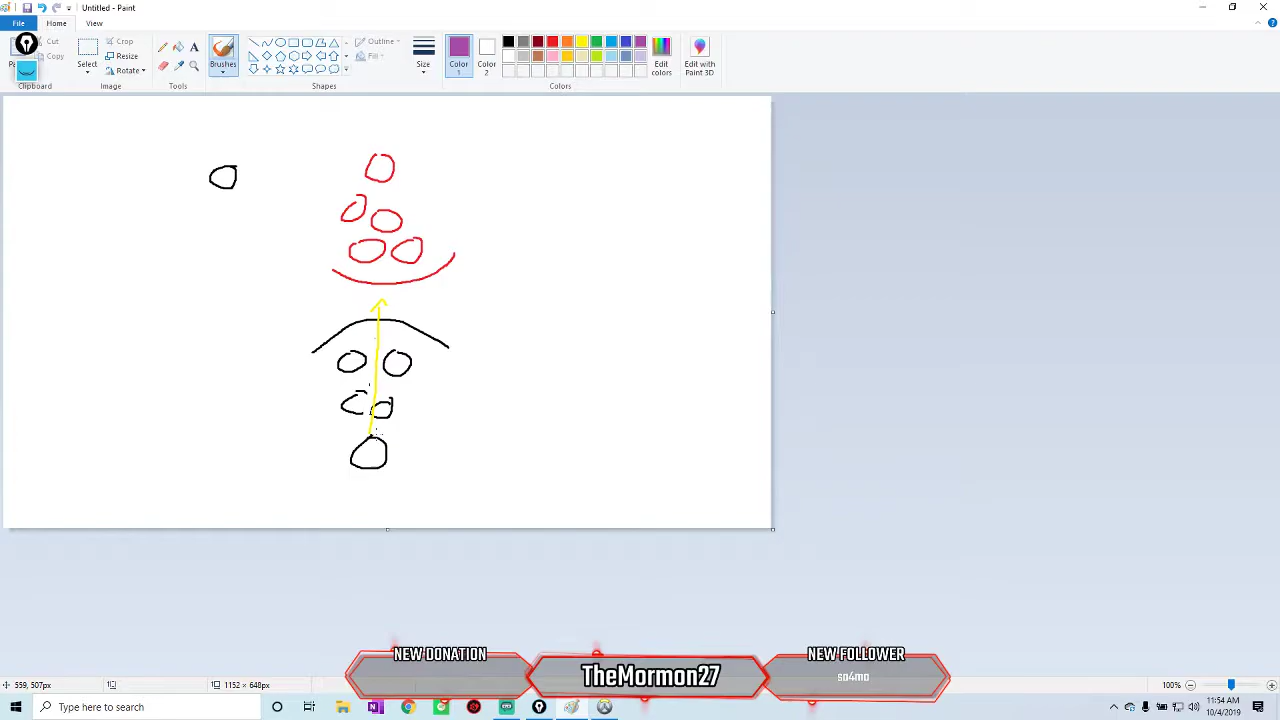 Untitled - Paint
File
Home
View
Cut
Copy
Clipboard
Select
Crop
Resize
Rotate
Image
A
Tools
Brushes
Outline
Fill
Shapes
Size
Color 1
Color 2
Edit colors
Edit with Paint 3D
Colors
NEW DONATION
TheMormon27
NEW FOLLOWER
sa4mo
559, 507px
1152 × 648px
100%
Type here to search
11:54 AM
10/4/2019